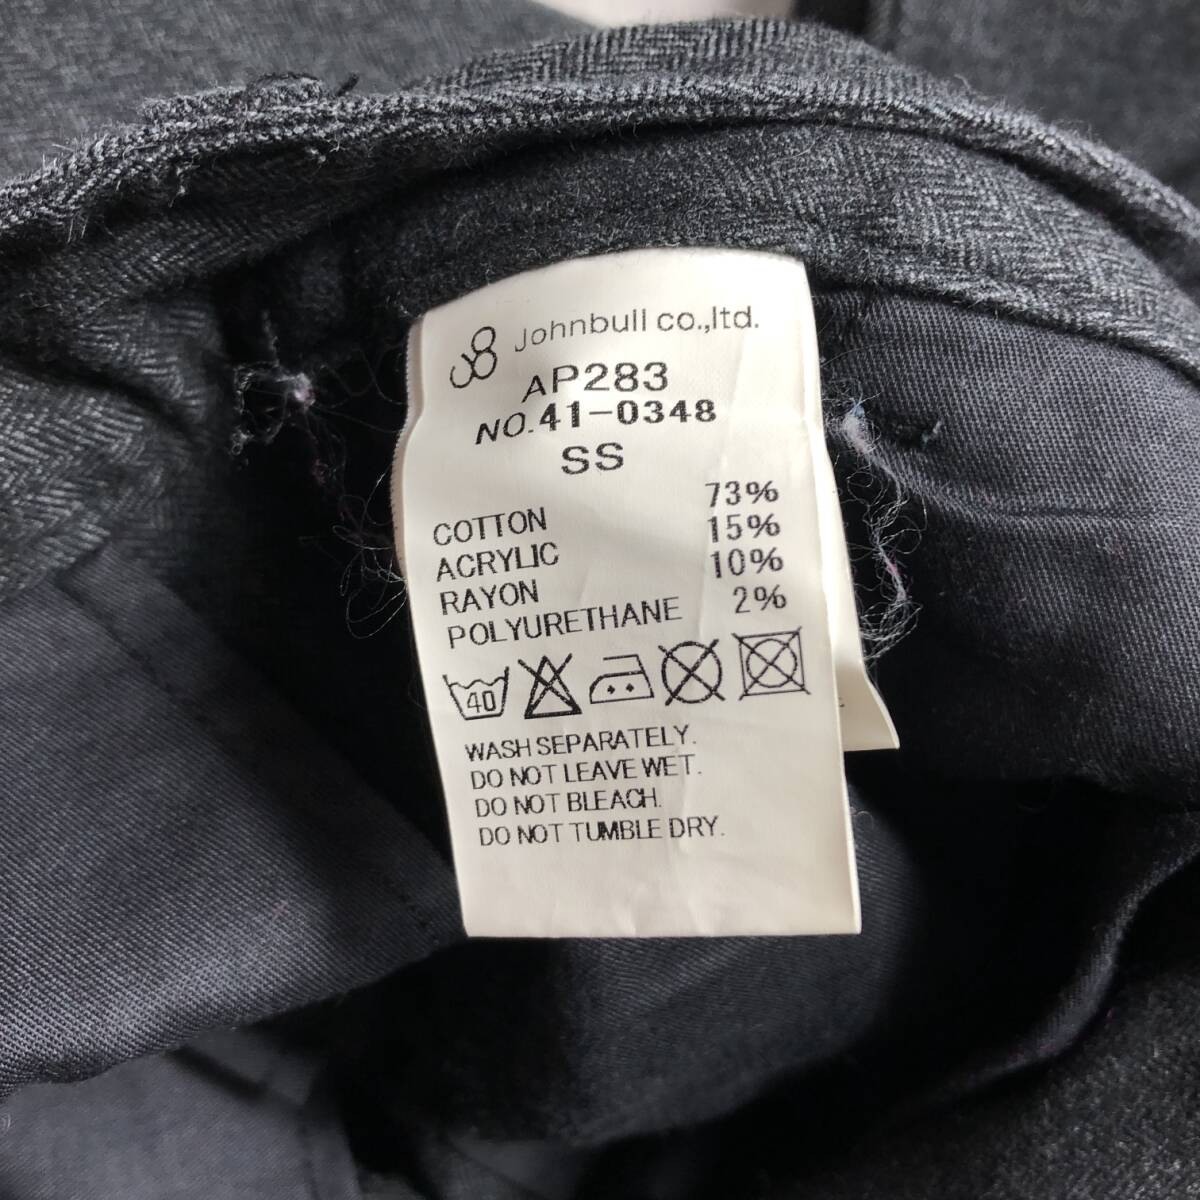 Johnbull co.,ltd.
AP283
NO.41-0348
SS
COTTON 73%
ACRYLIC 15%
RAYON 10%
POLYURETHANE 2%
40
WASH SEPARATELY.
DO NOT LEAVE WET.
DO NOT BLEACH.
DO NOT TUMBLE DRY.